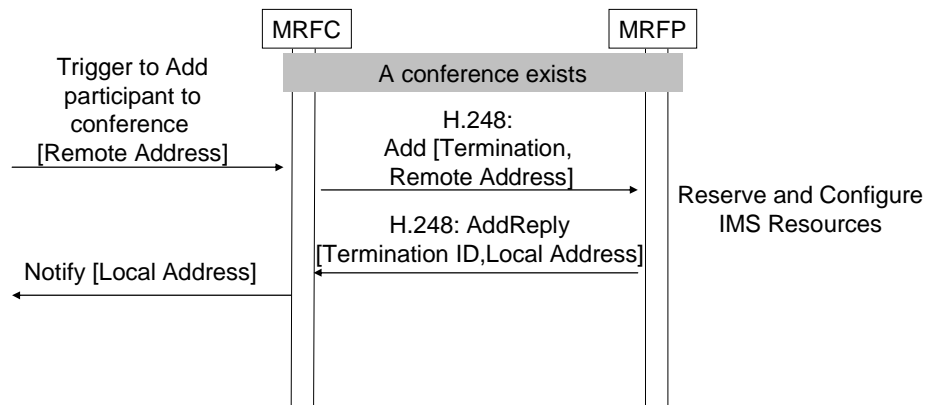 MRFC
MRFP
A conference exists
Trigger to Add
participant to
conference
[Remote Address]
H.248:
Add [Termination,
Remote Address]
Reserve and Configure
IMS Resources
H.248: AddReply
[Termination ID,Local Address]
Notify [Local Address]